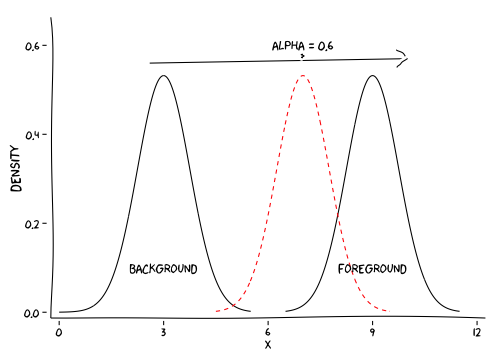 ALPHA = 0.6
0.6
0.4
0.2
0.0
DENSITY
BACKGROUND
FOREGROUND
0 3 6 9 12
X